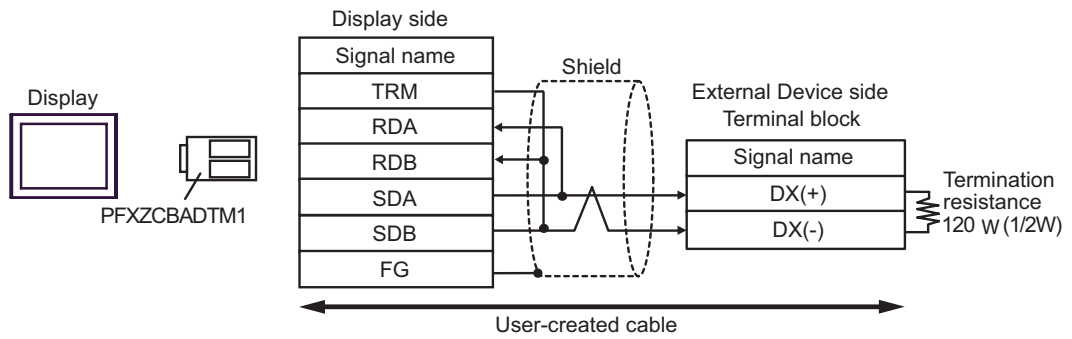 Display side
Signal name
TRM
RDA
RDB
SDA
SDB
FG
Display
PFXZCBADTM1
Shield
External Device side
Terminal block
Signal name
DX(+)
DX(-)
Termination
resistance
120 W (1/2W)
User-created cable